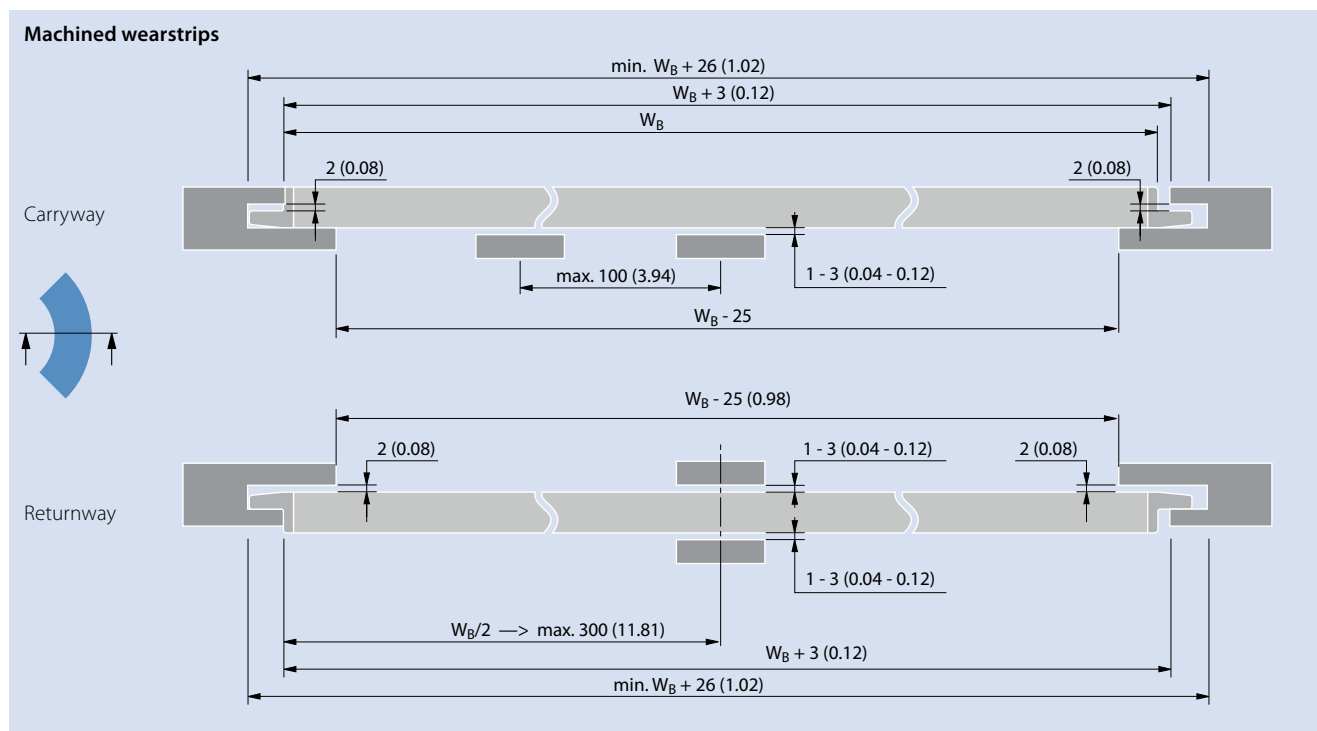 Machined wearstrips
min. WB + 26 (1.02)
WB + 3 (0.12)
WB
2 (0.08)
2 (0.08)
Carryway
1 - 3 (0.04 - 0.12)
max. 100 (3.94)
WB - 25
WB - 25 (0.98)
2 (0.08)
1 - 3 (0.04 - 0.12)
2 (0.08)
Returnway
1 - 3 (0.04 - 0.12)
WB/2 —> max. 300 (11.81)
WB + 3 (0.12)
min. WB + 26 (1.02)